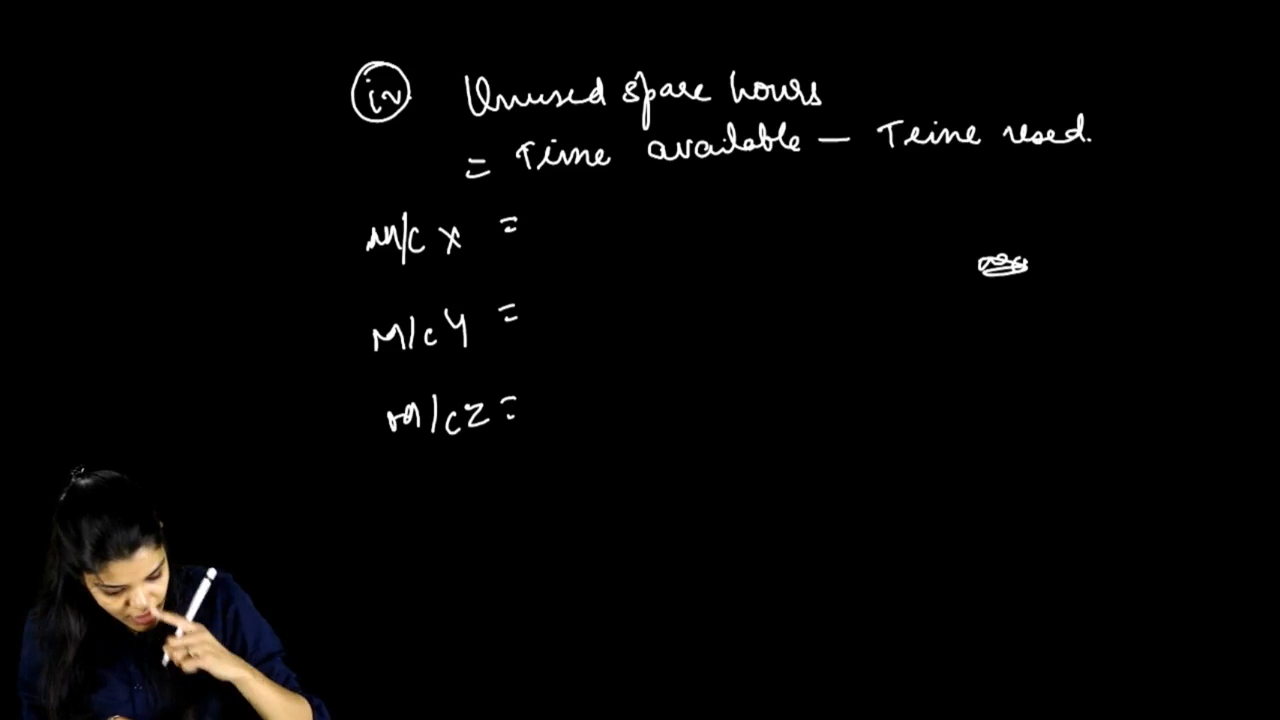 iv Unused spare hours
= Time available — Time used.
M/C X =
M/C Y =
M/C Z =